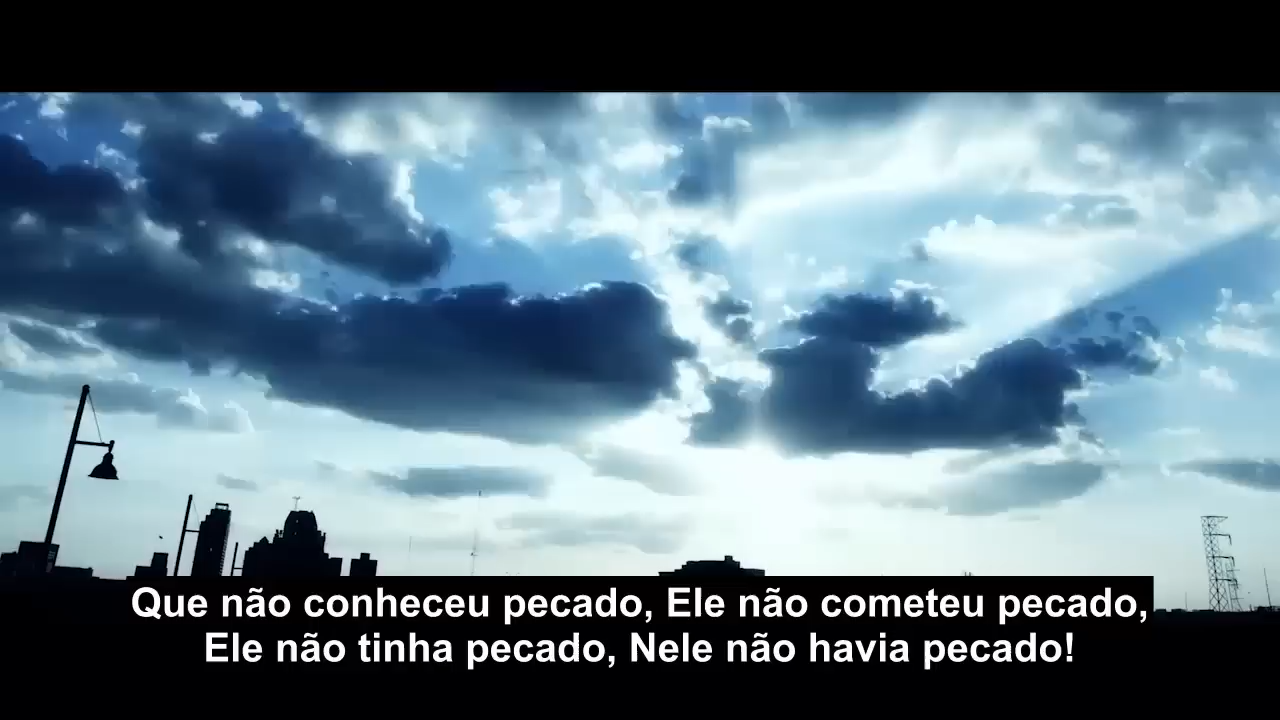 Que não conheceu pecado, Ele não cometeu pecado,
Ele não tinha pecado, Nele não havia pecado!